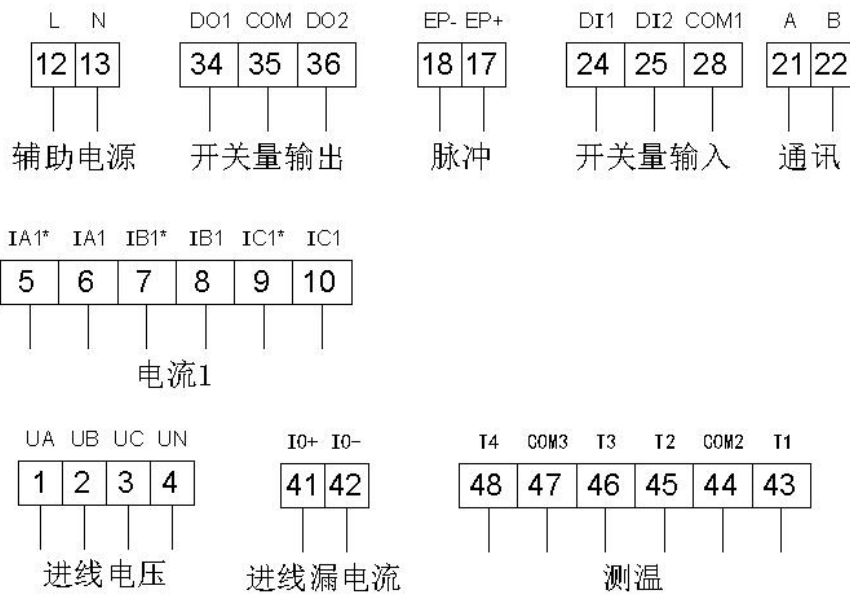 L N DO1 COM DO2 EP- EP+ DI1 DI2 COM1 A B
12 13 34 35 36 18 17 24 25 28 21 22
辅助电源 开关量输出 脉冲 开关量输入 通讯
IA1* IA1 IB1* IB1 IC1* IC1
5 6 7 8 9 10
电流1
UA UB UC UN I0+ I0- T4 COM3 T3 T2 COM2 T1
1 2 3 4 41 42 48 47 46 45 44 43
进线电压 进线漏电流 测温